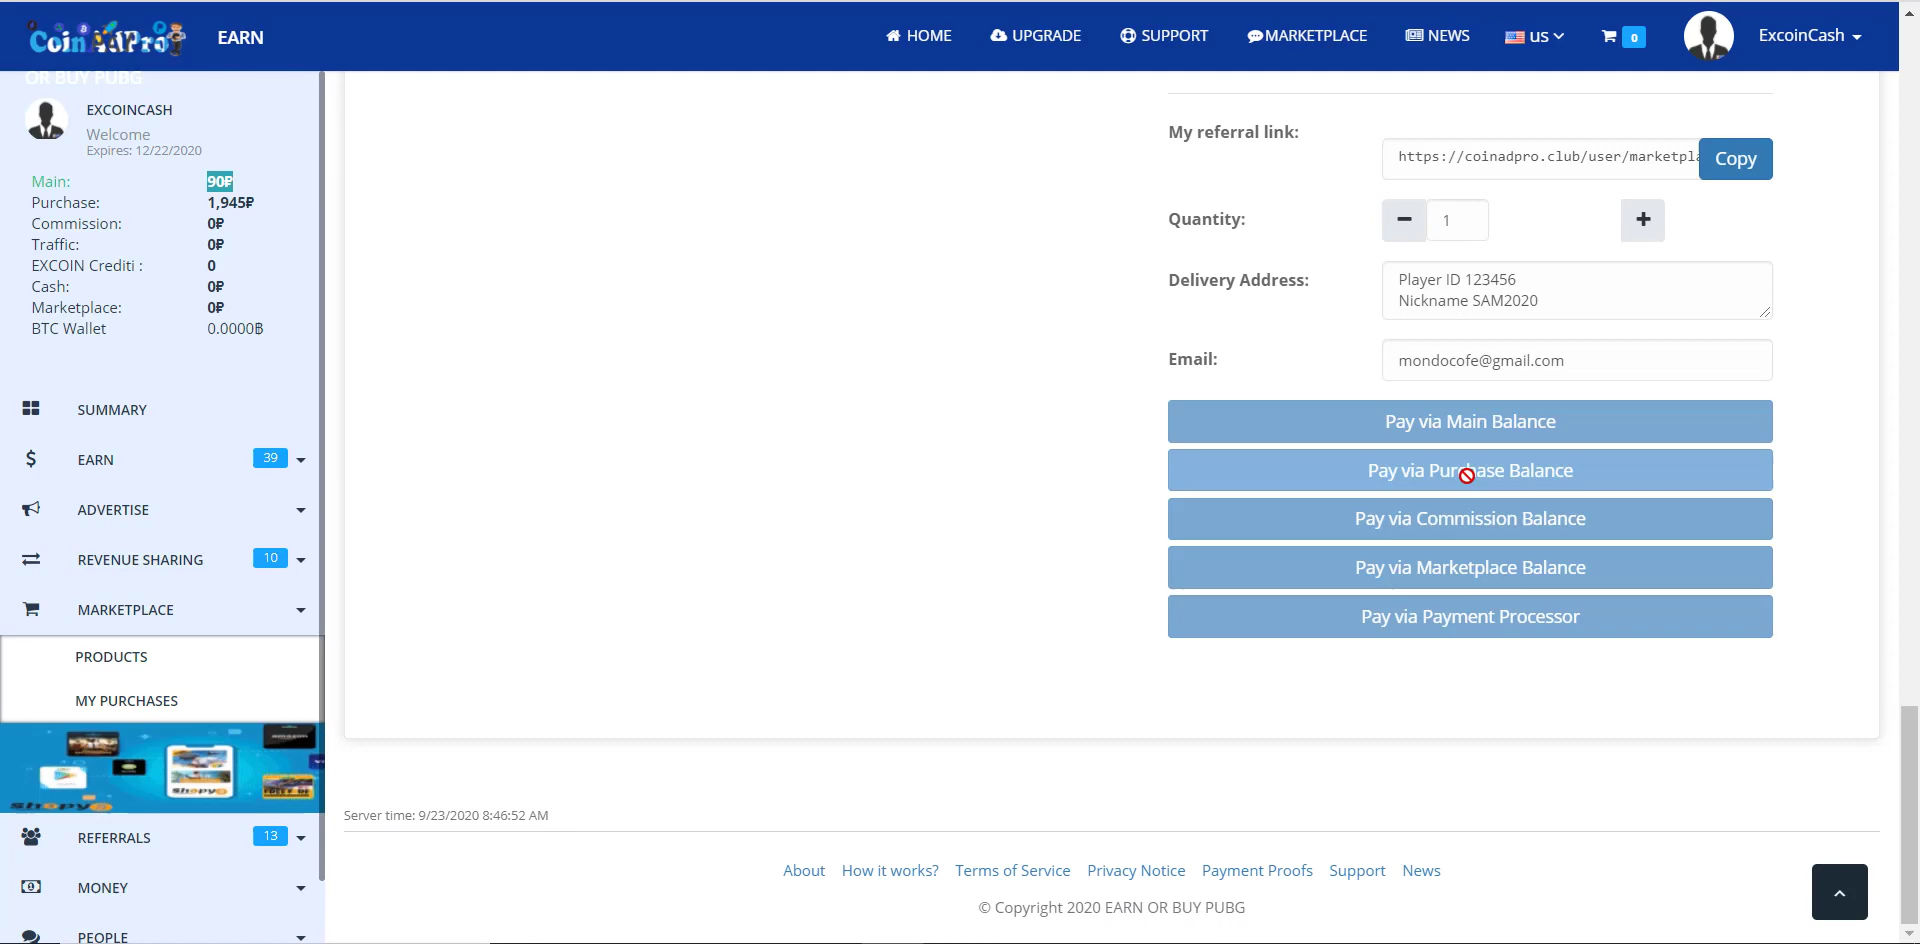 CoinAdPro
EARN
HOME
UPGRADE
SUPPORT
MARKETPLACE
NEWS
us
0
ExcoinCash
OR BUY PUBG
EXCOINCASH
Welcome
Expires: 12/22/2020
Main: 90₽
Purchase: 1,945₽
Commission: 0₽
Traffic: 0₽
EXCOIN Crediti : 0
Cash: 0₽
Marketplace: 0₽
BTC Wallet 0.0000฿
SUMMARY
EARN 39
ADVERTISE
REVENUE SHARING 10
MARKETPLACE
PRODUCTS
MY PURCHASES
shopy
REFERRALS 13
MONEY
PEOPLE
My referral link:
https://coinadpro.club/user/marketpla
Copy
Quantity:
1
Delivery Address:
Player ID 123456
Nickname SAM2020
Email:
mondocofe@gmail.com
Pay via Main Balance
Pay via Purchase Balance
Pay via Commission Balance
Pay via Marketplace Balance
Pay via Payment Processor
Server time: 9/23/2020 8:46:52 AM
About How it works? Terms of Service Privacy Notice Payment Proofs Support News
© Copyright 2020 EARN OR BUY PUBG